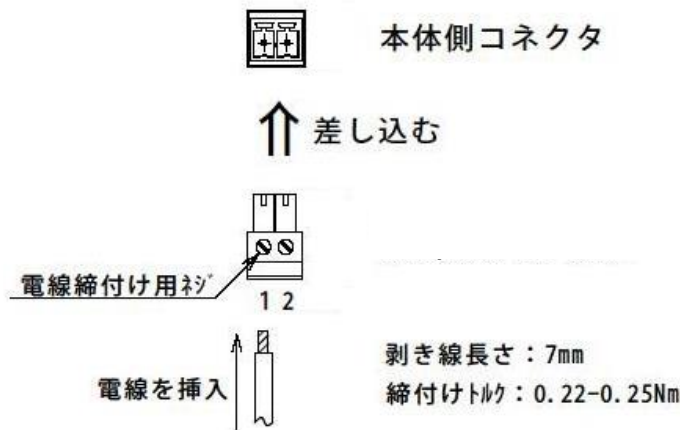 本体側コネクタ
差し込む
電線締付け用ﾈｼﾞ
1 2
電線を挿入
剥き線長さ：7mm
締付けﾄﾙｸ：0.22-0.25Nm